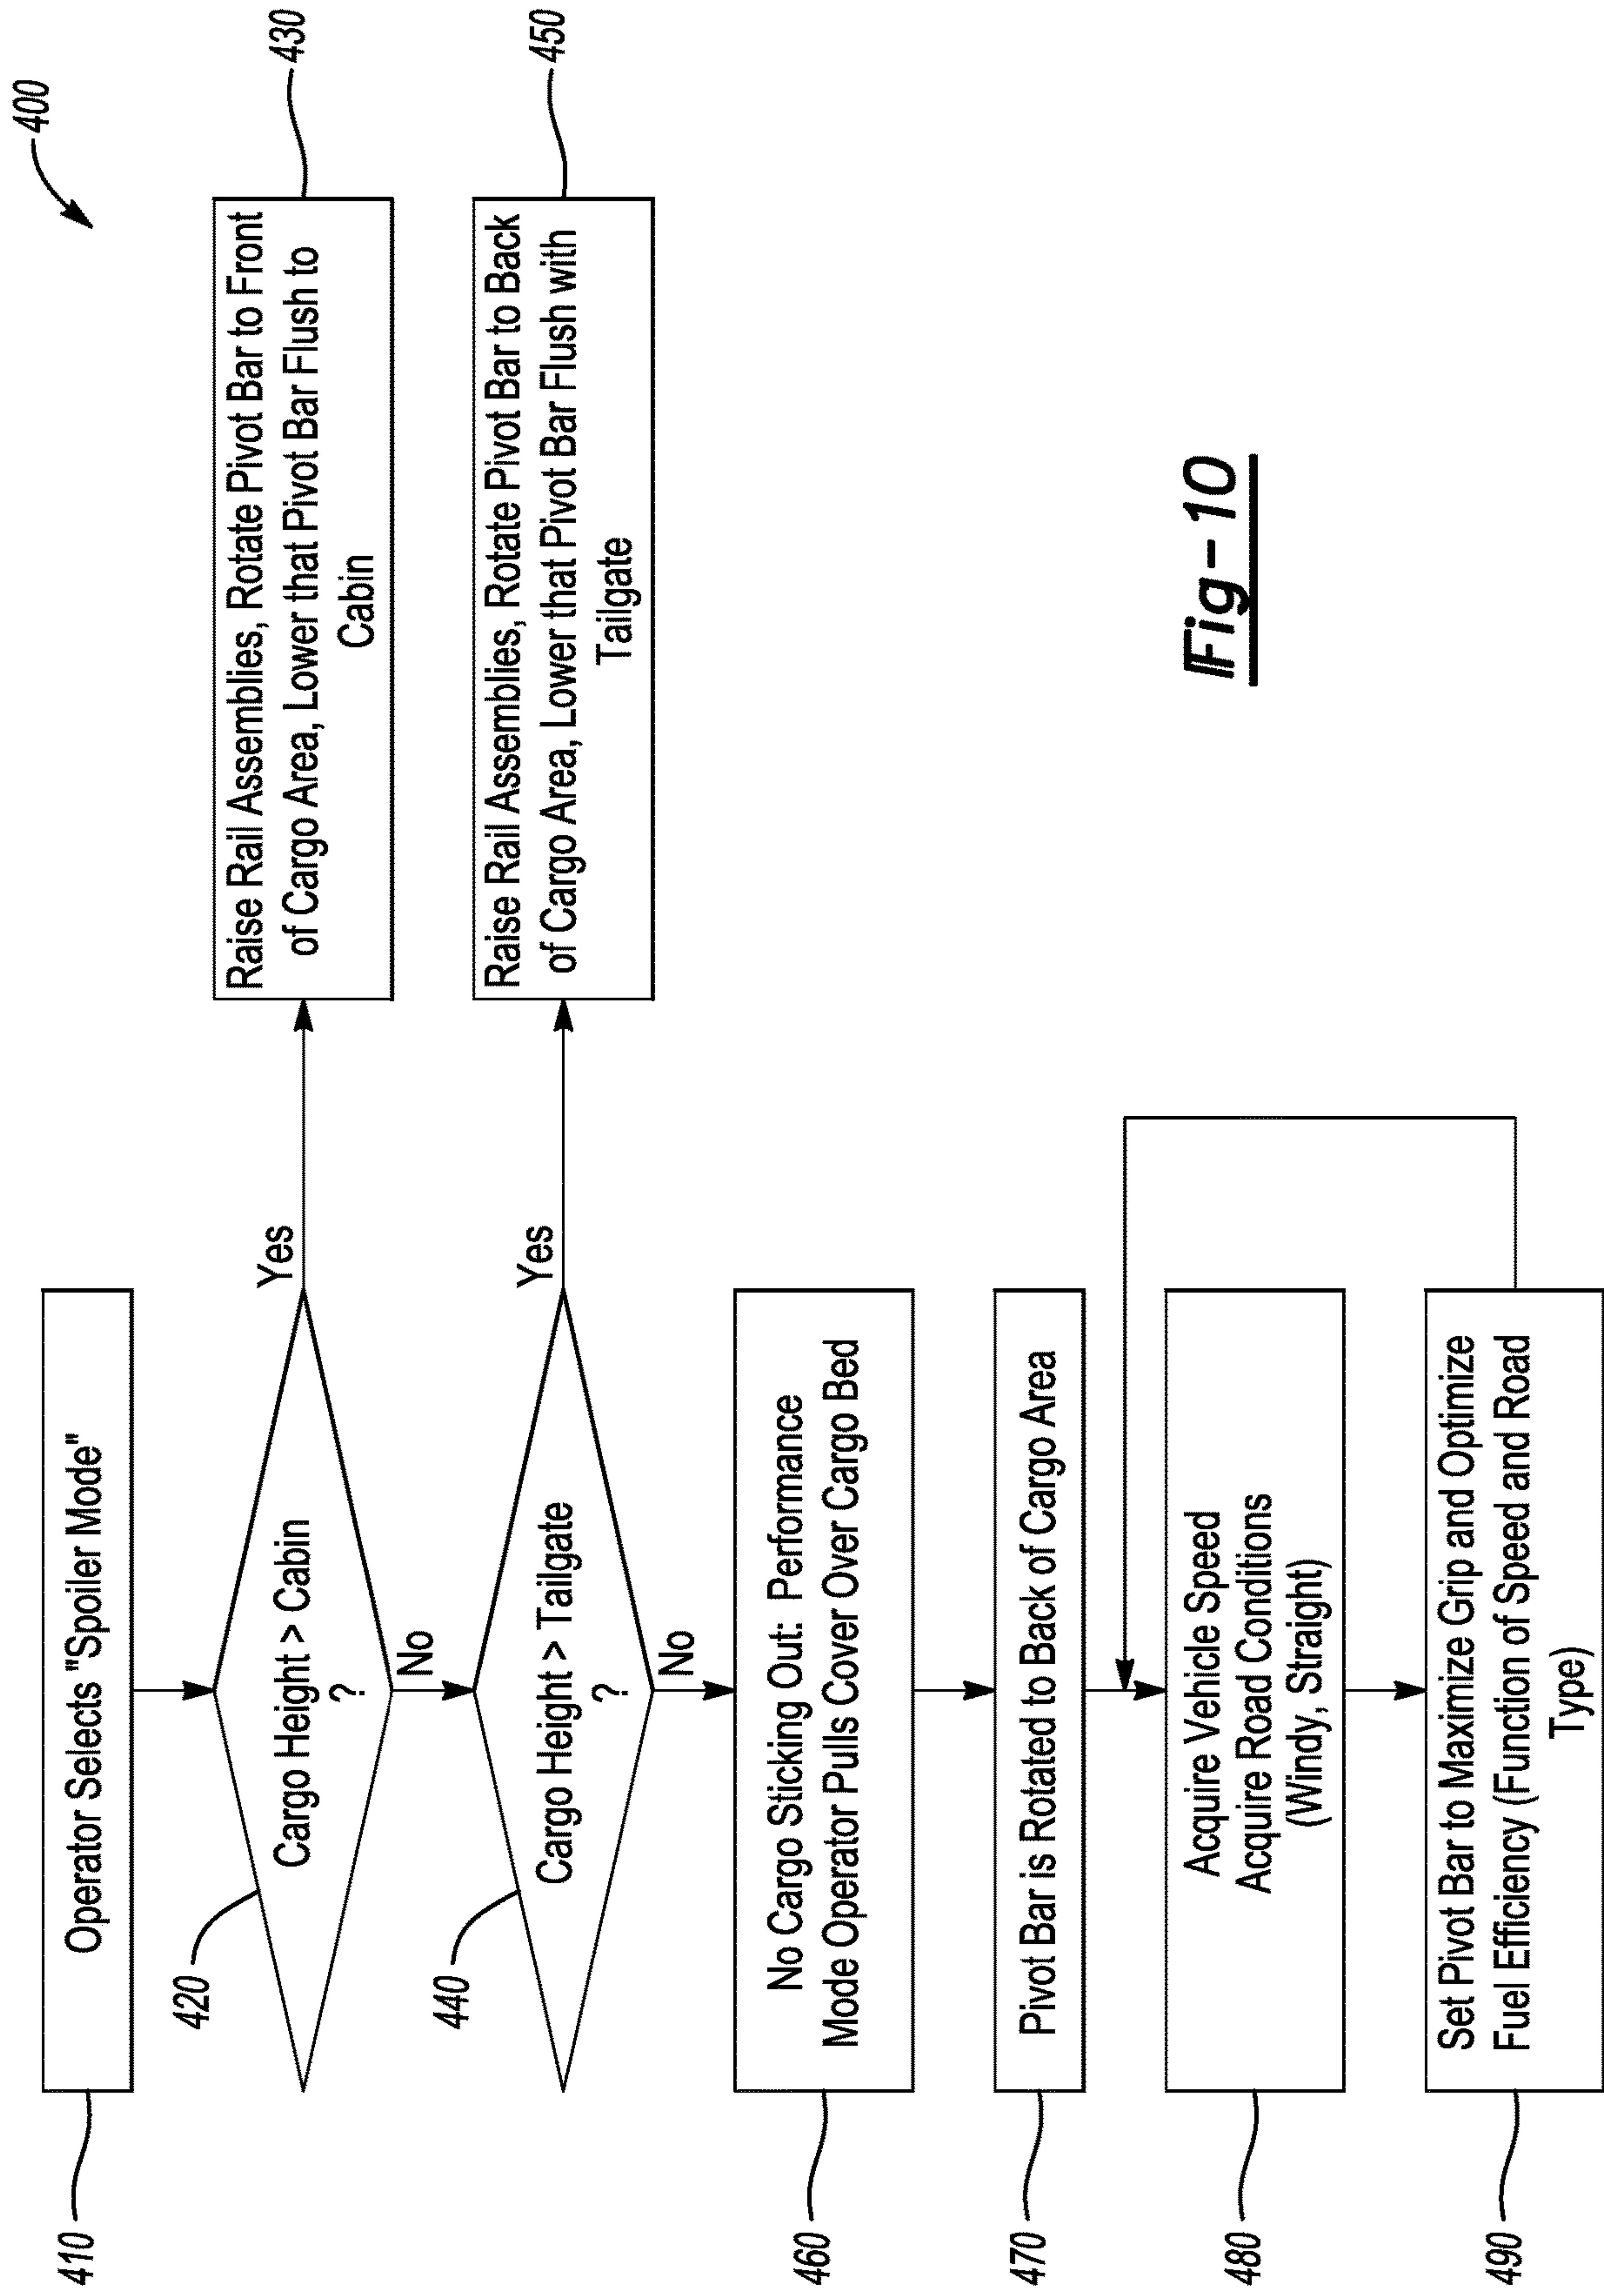 400
410
Operator Selects "Spoiler Mode"
420
Cargo Height > Cabin
?
Yes
No
Raise Rail Assemblies, Rotate Pivot Bar to Front
of Cargo Area, Lower that Pivot Bar Flush to
Cabin
430
440
Cargo Height > Tailgate
?
Yes
No
Raise Rail Assemblies, Rotate Pivot Bar to Back
of Cargo Area, Lower that Pivot Bar Flush with
Tailgate
450
460
No Cargo Sticking Out: Performance
Mode Operator Pulls Cover Over Cargo Bed
470
Pivot Bar is Rotated to Back of Cargo Area
480
Acquire Vehicle Speed
Acquire Road Conditions
(Windy, Straight)
490
Set Pivot Bar to Maximize Grip and Optimize
Fuel Efficiency (Function of Speed and Road
Type)
Fig-10